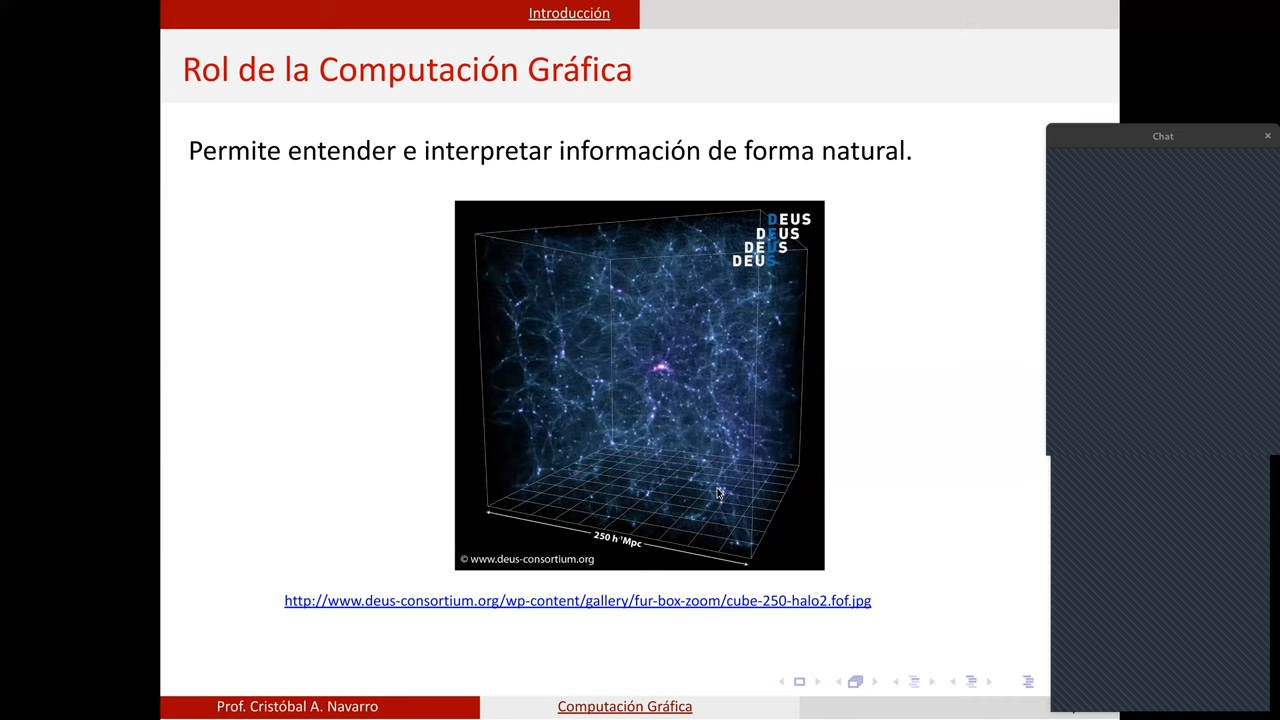 Introducción
Rol de la Computación Gráfica
Chat
Permite entender e interpretar información de forma natural.
DEUS
DEUS
DEUS
DEUS
250 h⁻¹Mpc
© www.deus-consortium.org
http://www.deus-consortium.org/wp-content/gallery/fur-box-zoom/cube-250-halo2.fof.jpg
Prof. Cristóbal A. Navarro
Computación Gráfica